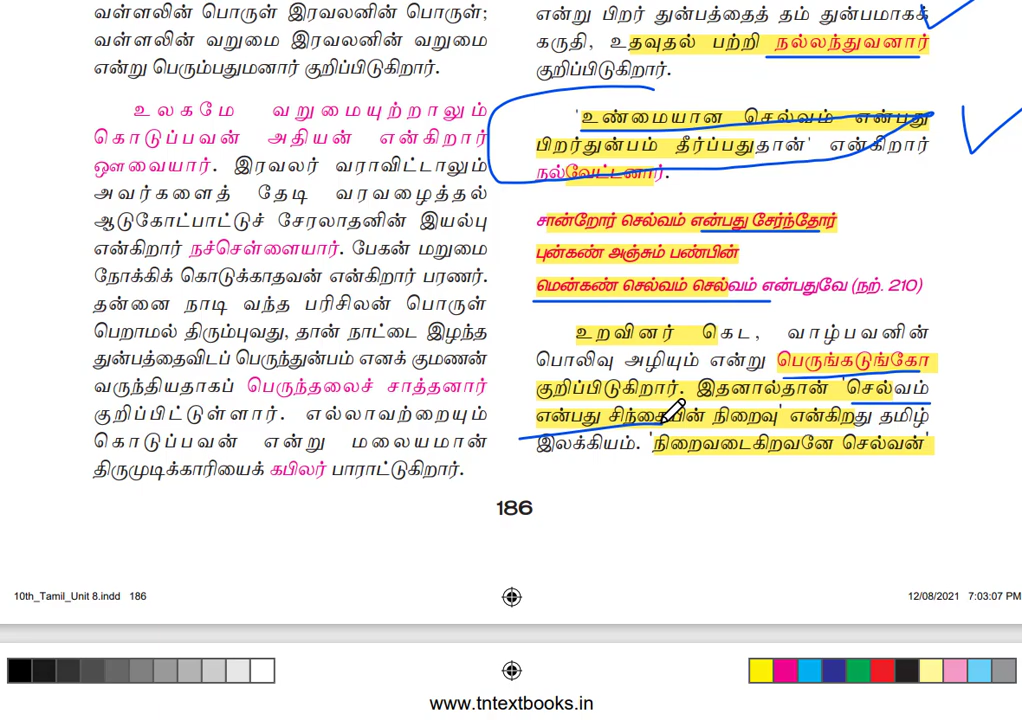 வள்ளலின் பொருள் இரவலனின் பொருள்;
வள்ளலின் வறுமை இரவலனின் வறுமை
என்று பெரும்பதுமனார் குறிப்பிடுகிறார்.
உலகமே வறுமையுற்றாலும்
கொடுப்பவன் அதியன் என்கிறார்
ஔவையார். இரவலர் வராவிட்டாலும்
அவர்களைத் தேடி வரவழைத்தல்
ஆடுகோட்பாட்டுச் சேரலாதனின் இயல்பு
என்கிறார் நச்செள்ளையார். பேகன் மறுமை
நோக்கிக் கொடுக்காதவன் என்கிறார் பரணர்.
தன்னை நாடி வந்த பரிசிலன் பொருள்
பெறாமல் திரும்புவது, தான் நாட்டை இழந்த
துன்பத்தைவிடப் பெருந்துன்பம் எனக் குமணன்
வருந்தியதாகப் பெருந்தலைச் சாத்தனார்
குறிப்பிட்டுள்ளார். எல்லாவற்றையும்
கொடுப்பவன் என்று மலையமான்
திருமுடிக்காரியைக் கபிலர் பாராட்டுகிறார்.
என்று பிறர் துன்பத்தைத் தம் துன்பமாகக்
கருதி, உதவுதல் பற்றி நல்லந்துவனார்
குறிப்பிடுகிறார்.
'உண்மையான செல்வம் என்பது
பிறர்துன்பம் தீர்ப்பதுதான்' என்கிறார்
நல்வேட்டனார்.
சான்றோர் செல்வம் என்பது சேர்ந்தோர்
புன்கண் அஞ்சும் பண்பின்
மென்கண் செல்வம் செல்வம் என்பதுவே (நற். 210)
உறவினர் கெட, வாழ்பவனின்
பொலிவு அழியும் என்று பெருங்கடுங்கோ
குறிப்பிடுகிறார். இதனால்தான் 'செல்வம்
என்பது சிந்தையின் நிறைவு' என்கிறது தமிழ்
இலக்கியம். 'நிறைவடைகிறவனே செல்வன்'
186
10th_Tamil_Unit 8.indd 186
12/08/2021 7:03:07 PM
www.tntextbooks.in